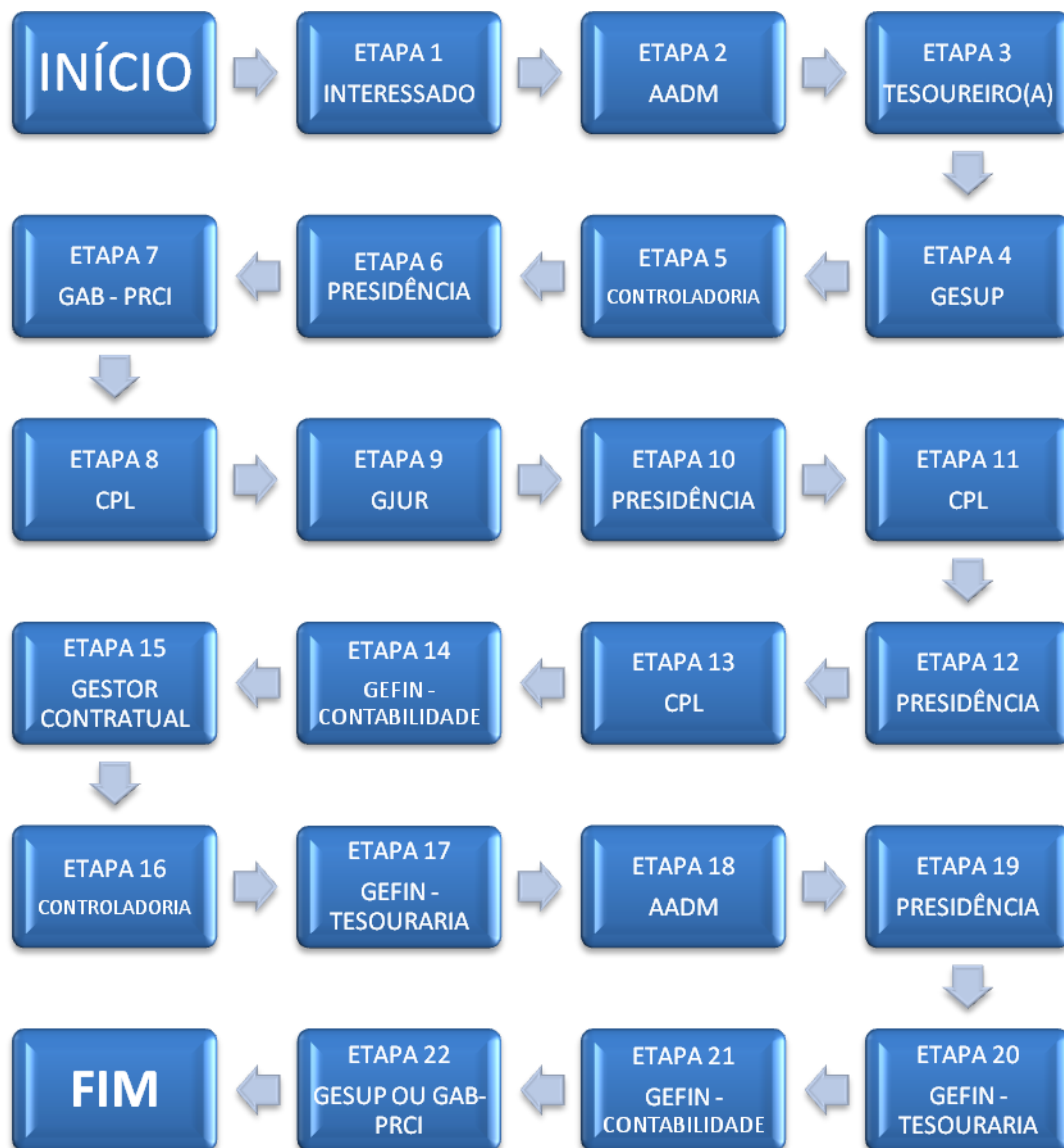 INÍCIO
ETAPA 1
INTERESSADO
ETAPA 2
AADM
ETAPA 3
TESOUREIRO(A)
ETAPA 4
GESUP
ETAPA 5
CONTROLADORIA
ETAPA 6
PRESIDÊNCIA
ETAPA 7
GAB - PRCI
ETAPA 8
CPL
ETAPA 9
GJUR
ETAPA 10
PRESIDÊNCIA
ETAPA 11
CPL
ETAPA 12
PRESIDÊNCIA
ETAPA 13
CPL
ETAPA 14
GEFIN -
CONTABILIDADE
ETAPA 15
GESTOR
CONTRATUAL
ETAPA 16
CONTROLADORIA
ETAPA 17
GEFIN -
TESOURARIA
ETAPA 18
AADM
ETAPA 19
PRESIDÊNCIA
ETAPA 20
GEFIN -
TESOURARIA
ETAPA 21
GEFIN -
CONTABILIDADE
ETAPA 22
GESUP OU GAB-
PRCI
FIM